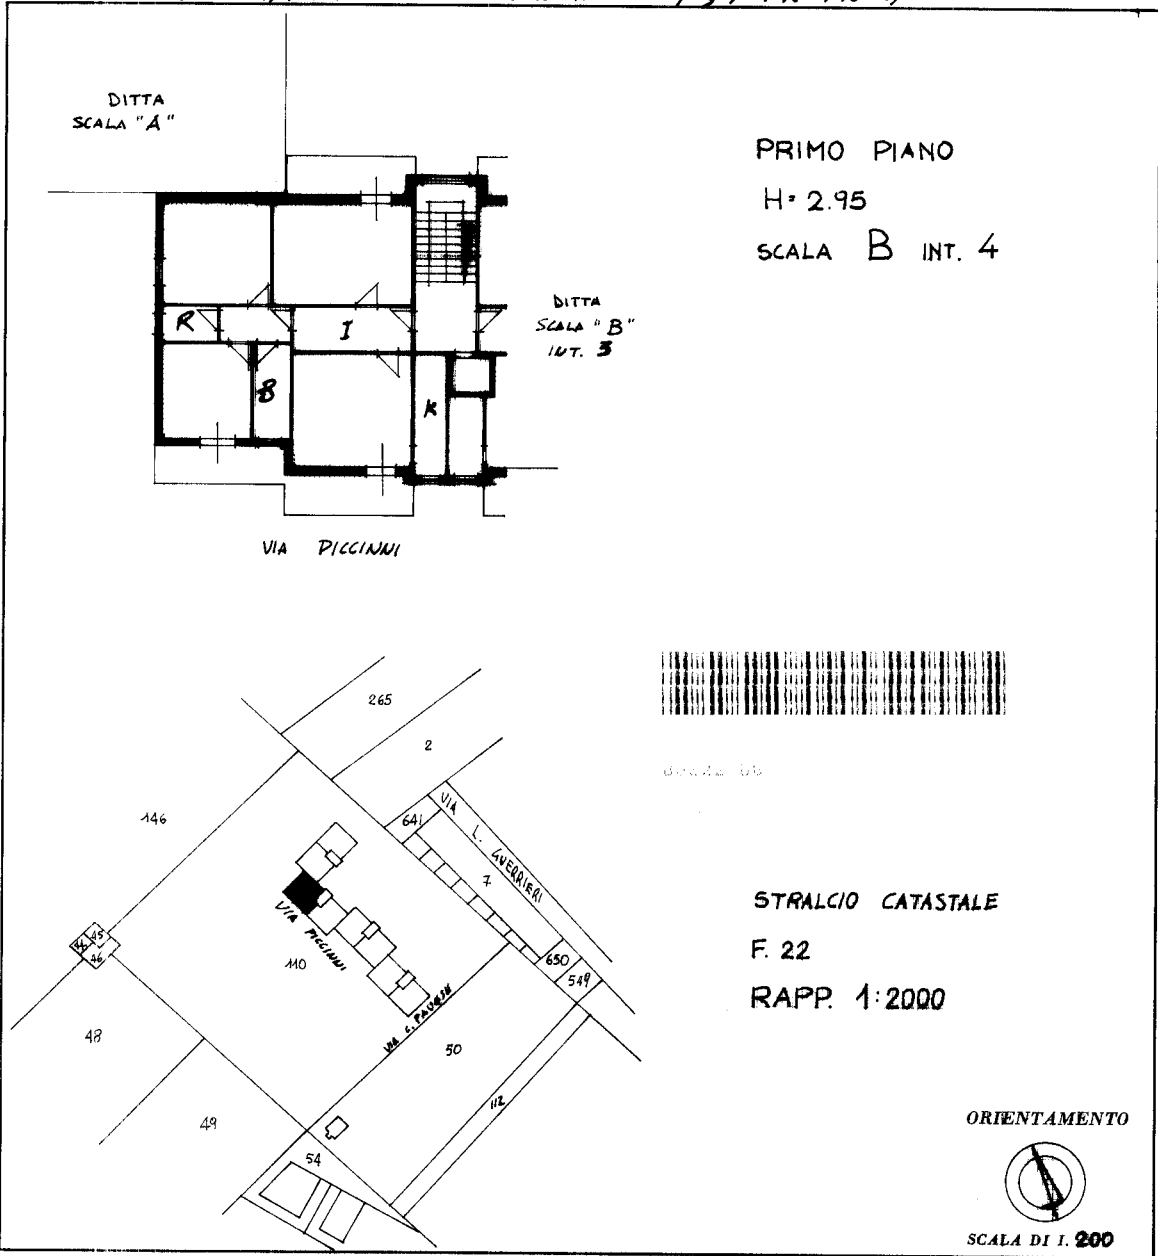 DITTA
SCALA "A"
PRIMO PIANO
H= 2.95
SCALA B INT. 4
DITTA
SCALA "B"
INT. 3
R
I
B
K
VIA PICCINNI
265
2
146
641
VIA L. GUERRIERI
7
VIA PICCINNI
110
45
46
650
549
VIA C. PAVESE
50
48
49
112
54
STRALCIO CATASTALE
F. 22
RAPP. 1:2000
ORIENTAMENTO
SCALA DI 1. 200